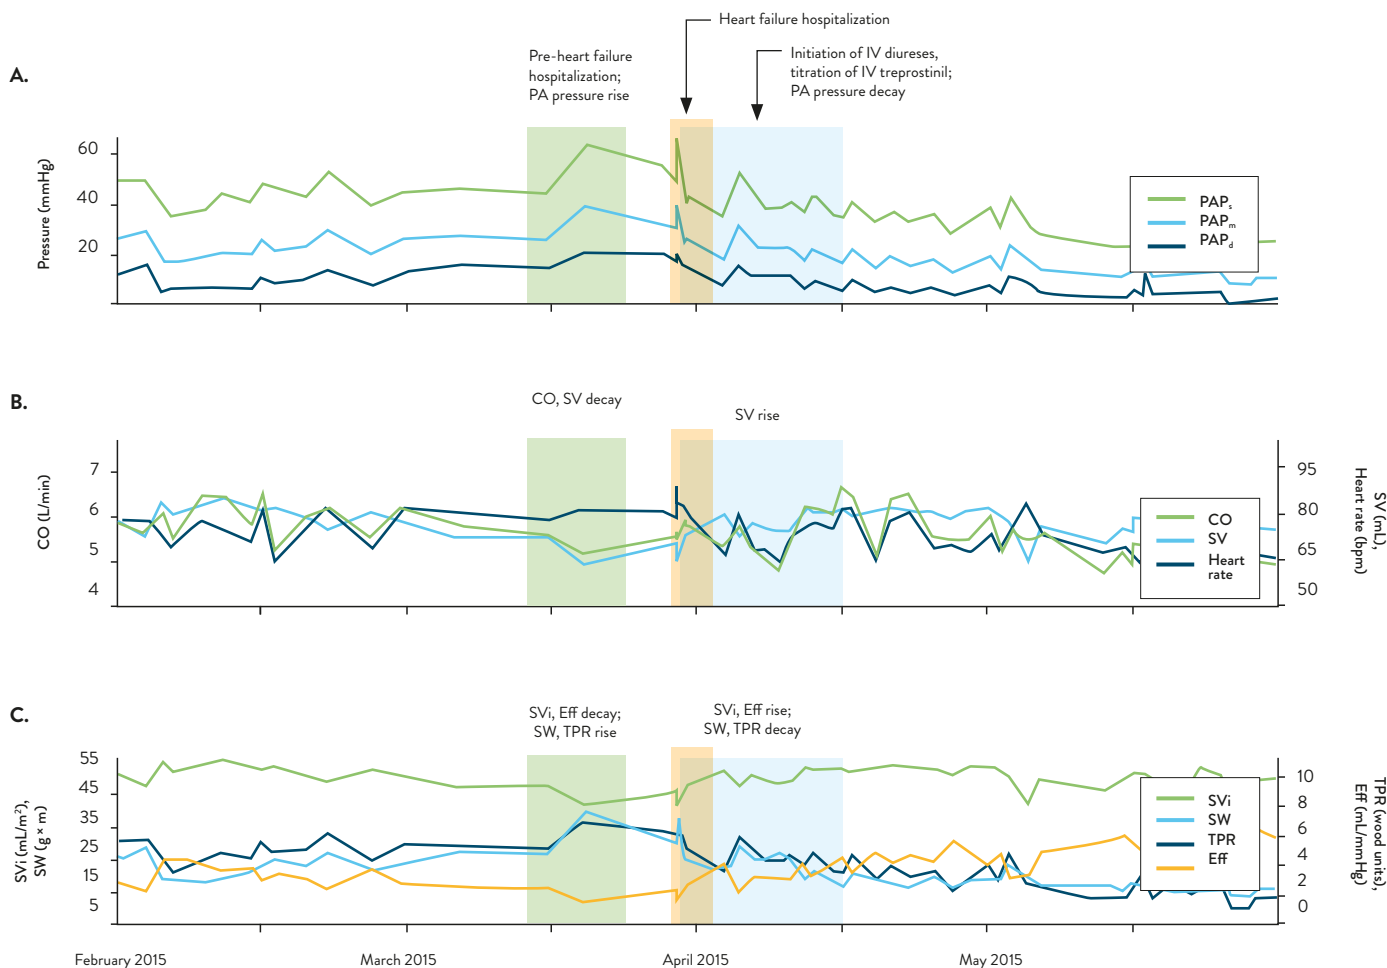 Heart failure hospitalization
A.
Pre-heart failure
hospitalization;
PA pressure rise
Initiation of IV diureses,
titration of IV treprostinil;
PA pressure decay
Pressure (mmHg)
60
40
20
PAPs
PAPm
PAPd
B.
CO, SV decay
SV rise
CO (L/min)
7
6
5
4
95
80
65
50
SV (mL),
Heart rate (bpm)
CO
SV
Heart
rate
C.
SVi, Eff decay;
SW, TPR rise
SVi, Eff rise;
SW, TPR decay
SVi (mL/m²),
SW (g × m)
55
45
35
25
15
5
10
8
6
4
2
0
TPR (wood units),
Eff (mL/mmHg)
SVi
SW
TPR
Eff
February 2015
March 2015
April 2015
May 2015